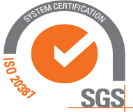 SYSTEM CERTIFICATION
ISO 20387
SGS